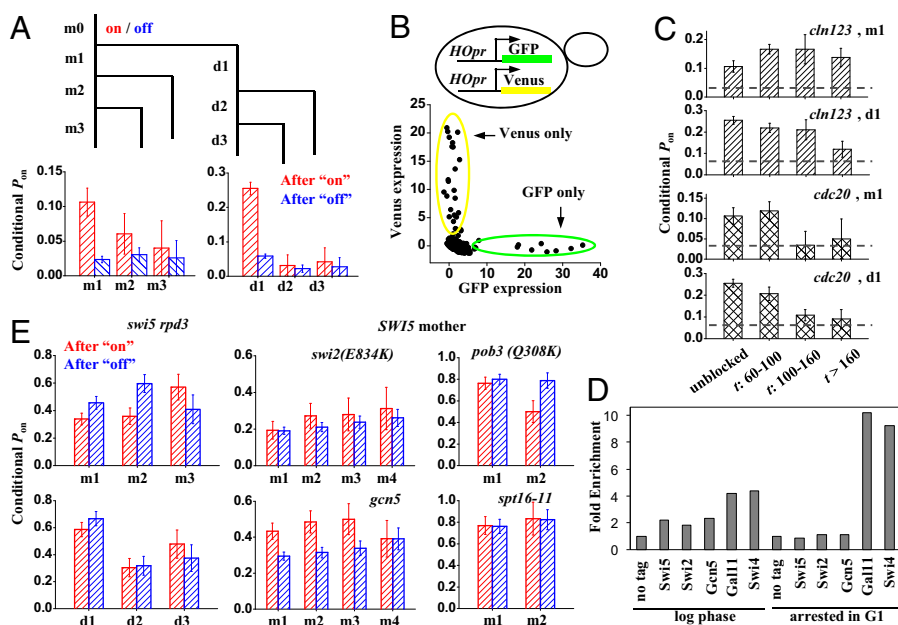 A
m0
on / off
m1
m2
m3
d1
d2
d3
Conditional Pon
0.15
0.10
0.05
0.00
m1 m2 m3
0.3
0.2
0.1
0.0
After "on"
After "off"
d1 d2 d3
B
HOpr GFP
HOpr Venus
Venus expression
25
20
15
10
5
0
Venus only
GFP only
0 10 20 30 40
GFP expression
C
Conditional Pon
cln123, m1
0.2
0.1
0.0
cln123, d1
0.3
0.2
0.1
0.0
cdc20, m1
0.15
0.10
0.05
0.00
cdc20, d1
0.3
0.2
0.1
0.0
unblocked
t: 60-100
t: 100-160
t > 160
D
Fold Enrichment
10
8
6
4
2
0
no tag
Swi5
Swi2
Gcn5
Gal11
Swi4
no tag
Swi5
Swi2
Gcn5
Gal11
Swi4
log phase
arrested in G1
E
swi5 rpd3
SWI5 mother
Conditional Pon
0.8
0.6
0.4
0.2
0.0
After "on"
After "off"
m1 m2 m3
0.6
0.4
0.2
0.0
swi2(E834K)
m1 m2 m3 m4
1.0
0.8
0.6
0.4
0.2
0.0
pob3 (Q308K)
m1 m2
0.8
0.6
0.4
0.2
0.0
d1 d2 d3
0.6
0.4
0.2
0.0
gcn5
m1 m2 m3 m4
1.0
0.8
0.6
0.4
0.2
0.0
spt16-11
m1 m2